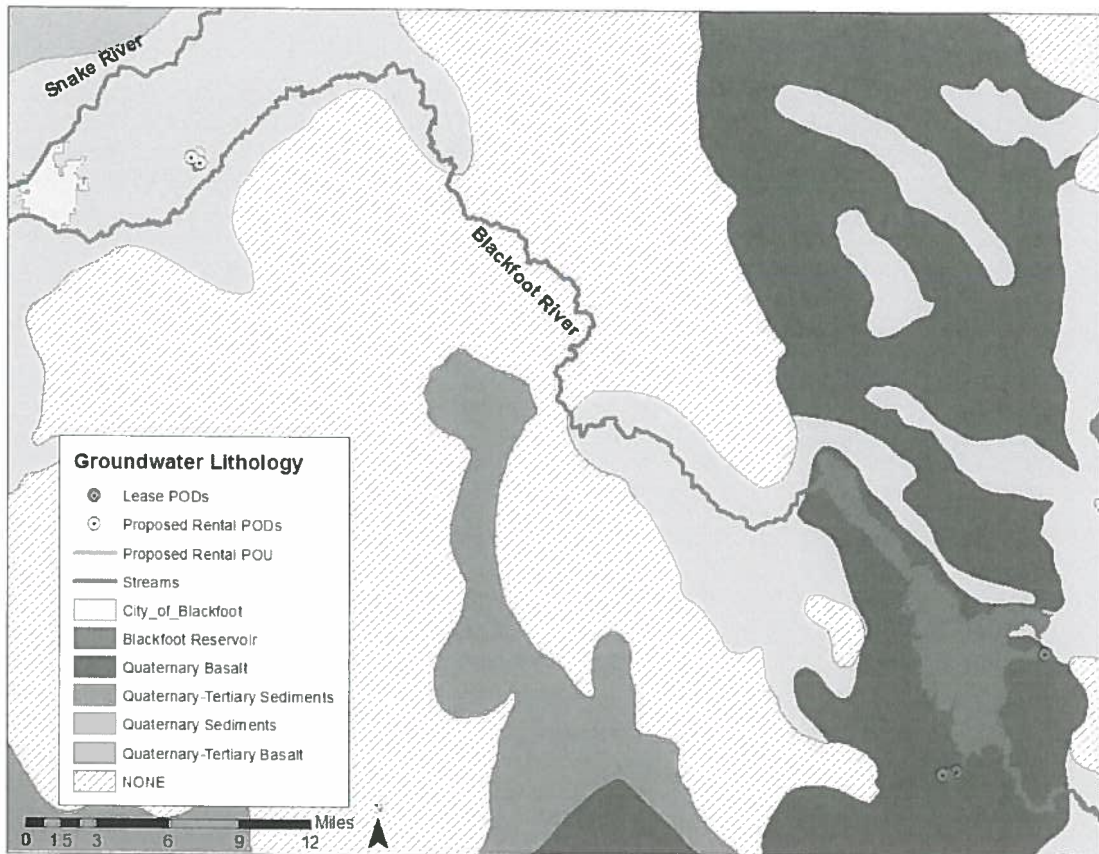 Snake River
Blackfoot River
Groundwater Lithology
Lease PODs
Proposed Rental PODs
Proposed Rental POU
Streams
City_of_Blackfoot
Blackfoot Reservoir
Quaternary Basalt
Quaternary-Tertiary Sediments
Quaternary Sediments
Quaternary-Tertiary Basalt
NONE
Miles
0 1.5 3 6 9 12